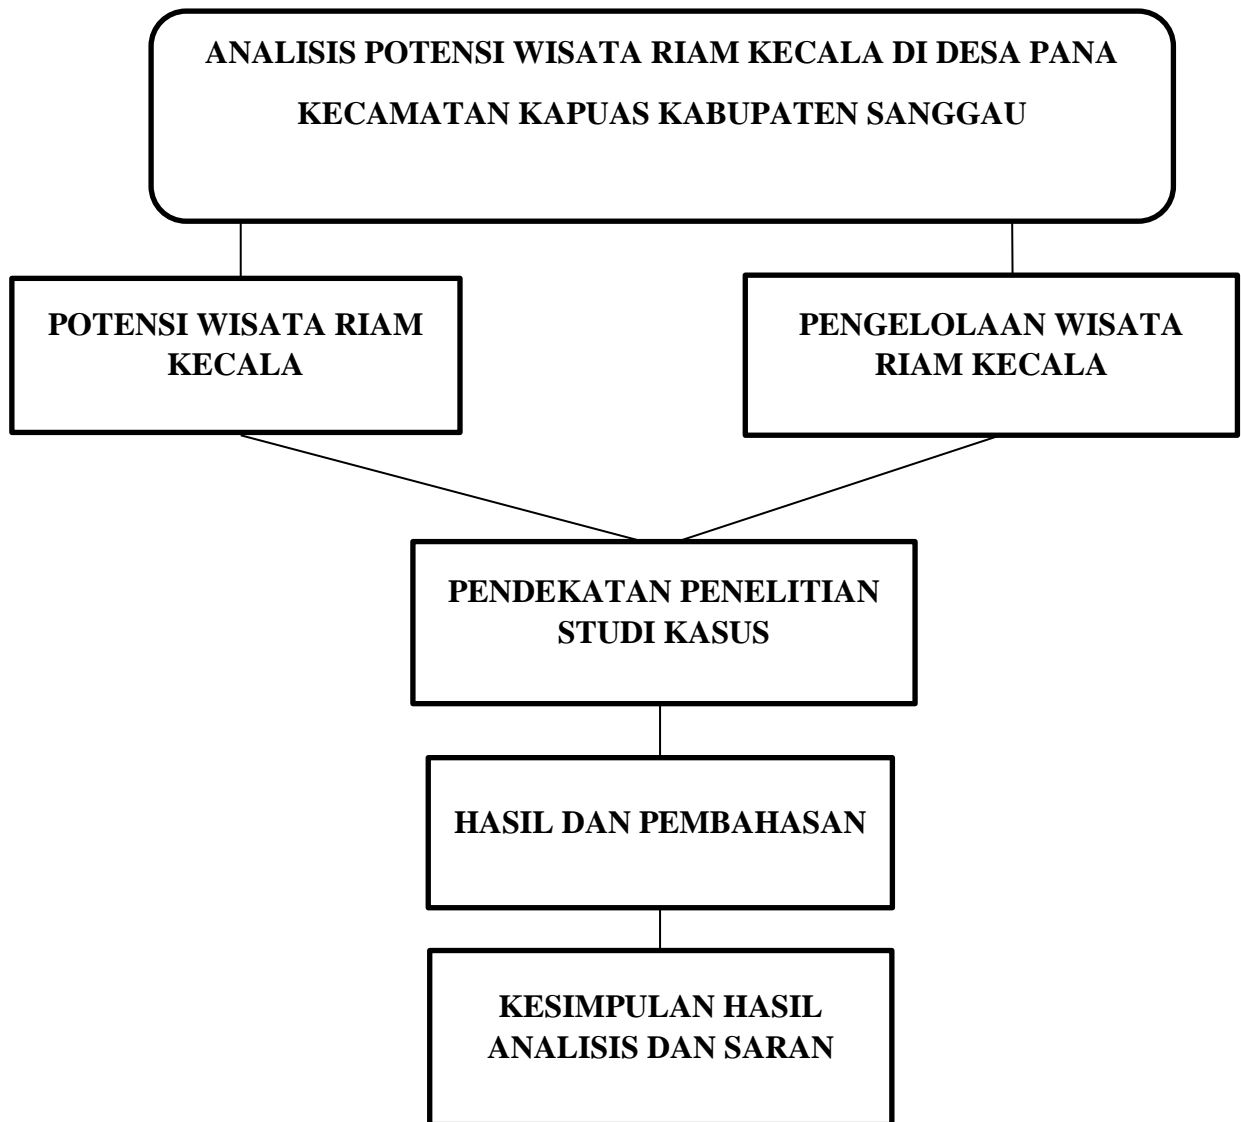 ANALISIS POTENSI WISATA RIAM KECALA DI DESA PANA
KECAMATAN KAPUAS KABUPATEN SANGGAU
POTENSI WISATA RIAM
KECALA
PENGELOLAAN WISATA
RIAM KECALA
PENDEKATAN PENELITIAN
STUDI KASUS
HASIL DAN PEMBAHASAN
KESIMPULAN HASIL
ANALISIS DAN SARAN